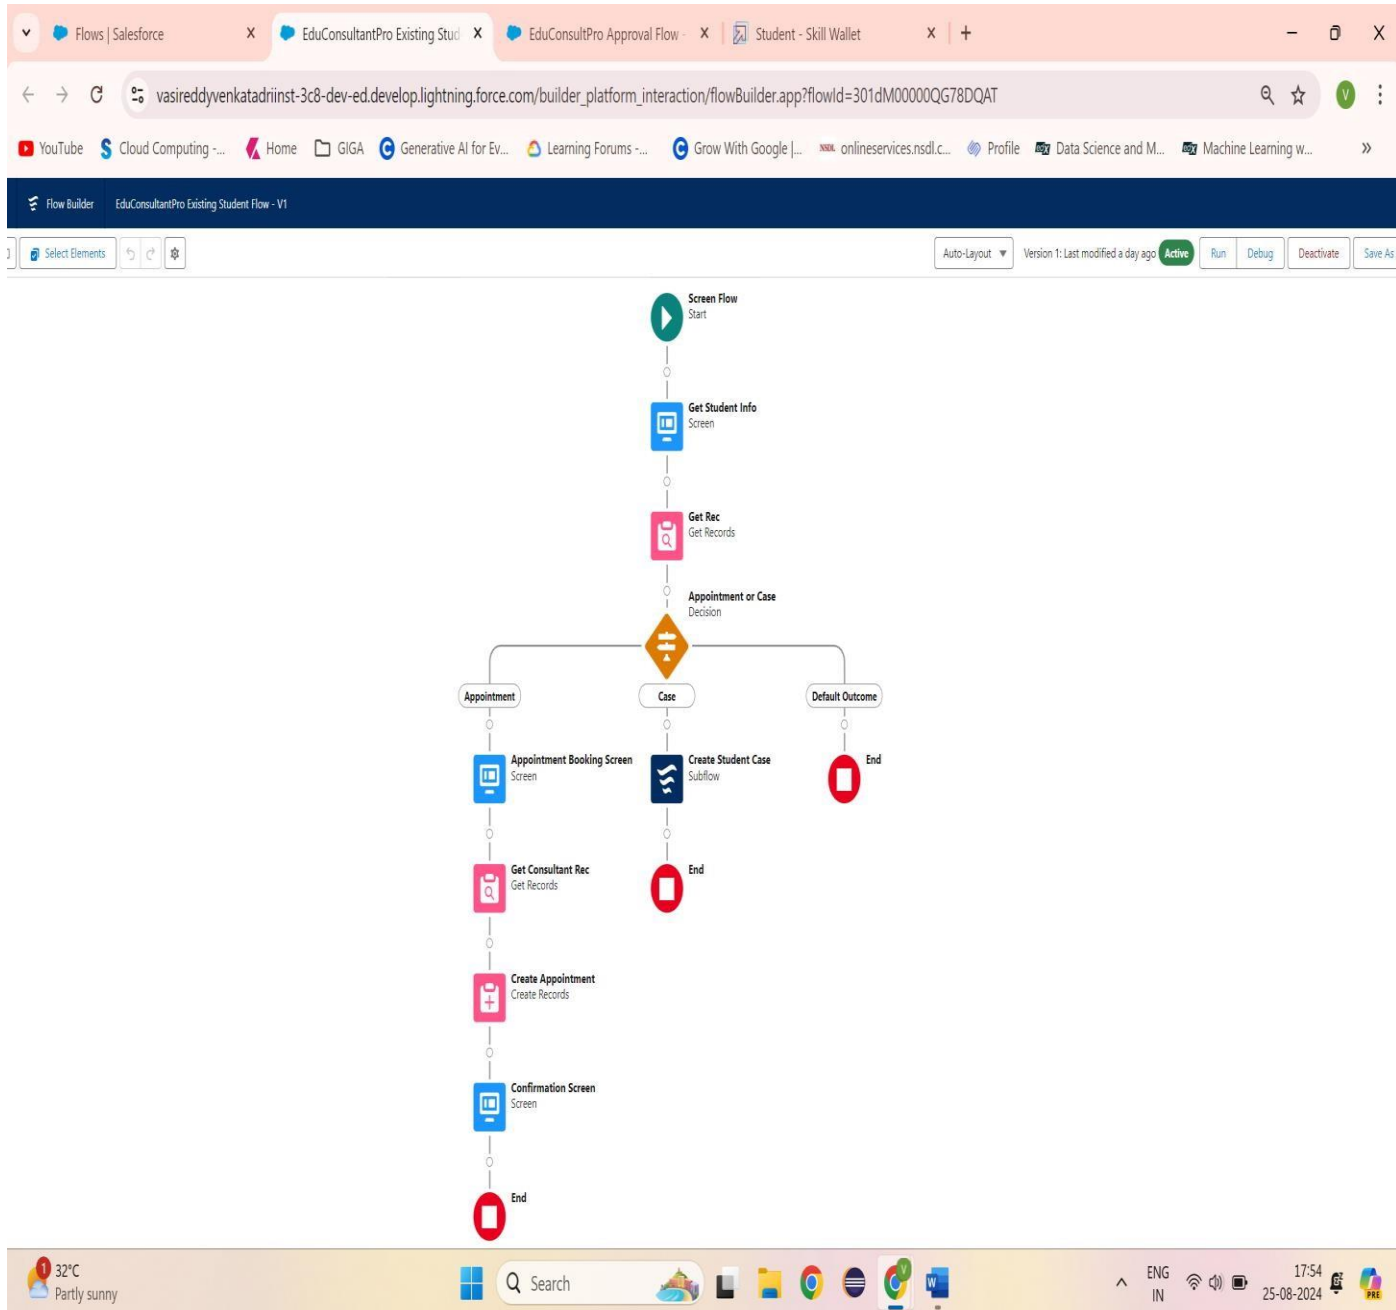 Flows | Salesforce
EduConsultantPro Existing Stud
EduConsultPro Approval Flow -
Student - Skill Wallet
vasireddyvenkatadriinst-3c8-dev-ed.develop.lightning.force.com/builder_platform_interaction/flowBuilder.app?flowId=301dM00000QG78DQAT
V
YouTube
Cloud Computing -...
Home
GIGA
Generative AI for Ev...
Learning Forums -...
Grow With Google |...
NSDL onlineservices.nsdl.c...
Profile
Data Science and M...
Machine Learning w...
Flow Builder
EduConsultantPro Existing Student Flow - V1
Select Elements
Auto-Layout
Version 1: Last modified a day ago
Active
Run
Debug
Deactivate
Save As
Screen Flow
Start
Get Student Info
Screen
Get Rec
Get Records
Appointment or Case
Decision
Appointment
Case
Default Outcome
Appointment Booking Screen
Screen
Create Student Case
Subflow
End
Get Consultant Rec
Get Records
End
Create Appointment
Create Records
Confirmation Screen
Screen
End
1
32°C
Partly sunny
Search
V
W
ENG
IN
17:54
25-08-2024
PRE